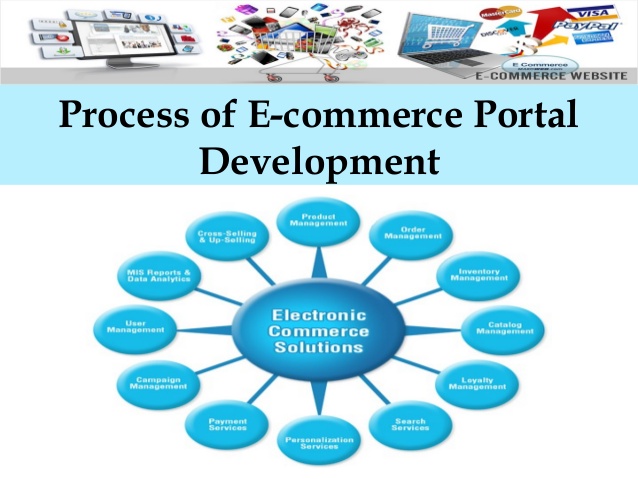 MasterCard
VISA
DISCOVER
PayPal
E.Commerce
E-COMMERCE WEBSITE
Process of E-commerce Portal
Development
Product
Management
Order
Management
Inventory
Management
Catalog
Management
Loyalty
Management
Search
Services
Personalization
Services
Payment
Services
Campaign
Management
User
Management
MIS Reports &
Data Analytics
Cross-Selling
& Up-Selling
Electronic
Commerce
Solutions